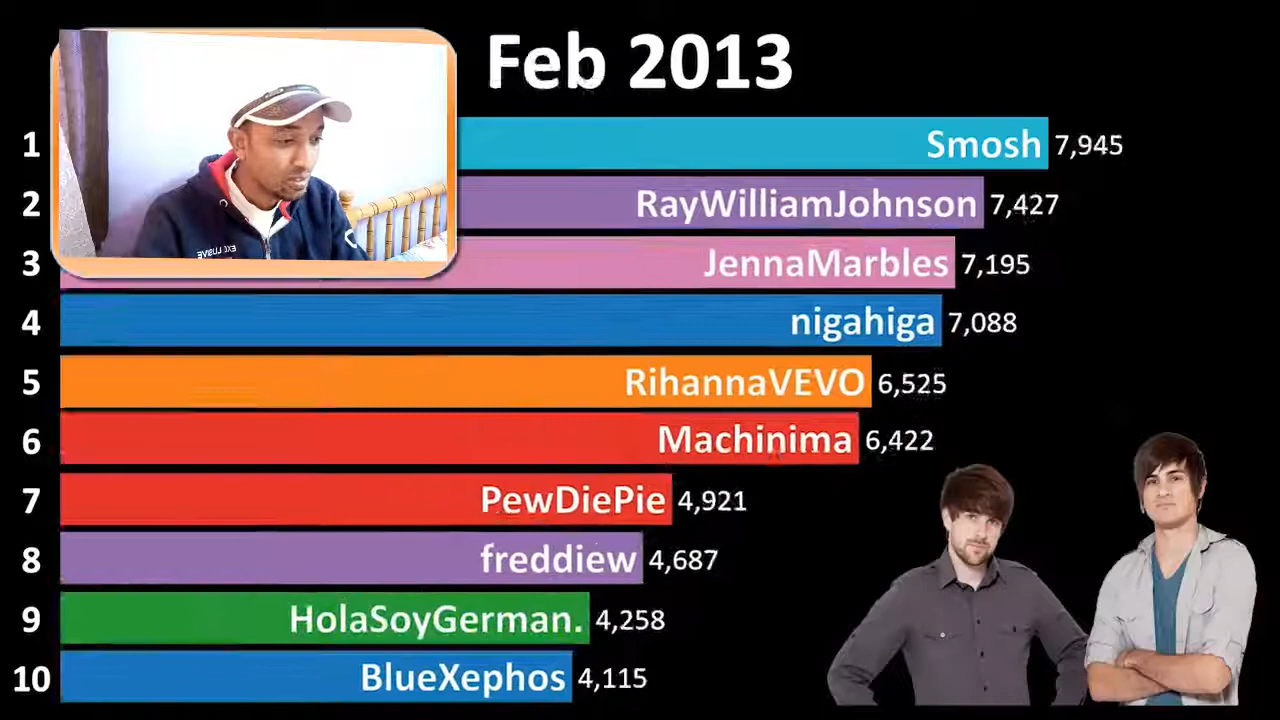 Feb 2013
1 Smosh 7,945
2 RayWilliamJohnson 7,427
3 JennaMarbles 7,195
4 nigahiga 7,088
5 RihannaVEVO 6,525
6 Machinima 6,422
7 PewDiePie 4,921
8 freddiew 4,687
9 HolaSoyGerman. 4,258
10 BlueXephos 4,115